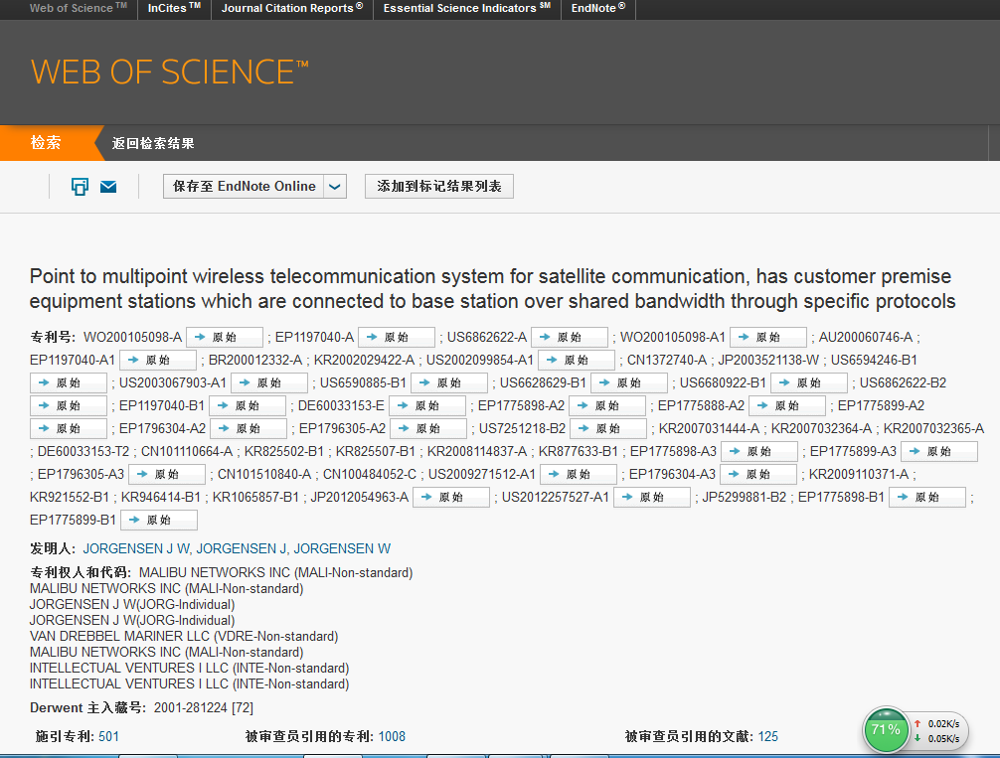 Web of Science™ InCites™ Journal Citation Reports® Essential Science Indicators℠ EndNote®
WEB OF SCIENCE™
检索 返回检索结果
保存至 EndNote Online 添加到标记结果列表
Point to multipoint wireless telecommunication system for satellite communication, has customer premise
equipment stations which are connected to base station over shared bandwidth through specific protocols
专利号: WO200105098-A 原始 ; EP1197040-A 原始 ; US6862622-A 原始 ; WO200105098-A1 原始 ; AU200060746-A ;
EP1197040-A1 原始 ; BR200012332-A ; KR2002029422-A ; US2002099854-A1 原始 ; CN1372740-A ; JP2003521138-W ; US6594246-B1
原始 ; US2003067903-A1 原始 ; US6590885-B1 原始 ; US6628629-B1 原始 ; US6680922-B1 原始 ; US6862622-B2
原始 ; EP1197040-B1 原始 ; DE60033153-E 原始 ; EP1775898-A2 原始 ; EP1775888-A2 原始 ; EP1775899-A2
原始 ; EP1796304-A2 原始 ; EP1796305-A2 原始 ; US7251218-B2 原始 ; KR2007031444-A ; KR2007032364-A ; KR2007032365-A
; DE60033153-T2 ; CN101110664-A ; KR825502-B1 ; KR825507-B1 ; KR2008114837-A ; KR877633-B1 ; EP1775898-A3 原始 ; EP1775899-A3 原始
; EP1796305-A3 原始 ; CN101510840-A ; CN100484052-C ; US2009271512-A1 原始 ; EP1796304-A3 原始 ; KR2009110371-A ;
KR921552-B1 ; KR946414-B1 ; KR1065857-B1 ; JP2012054963-A 原始 ; US2012257527-A1 原始 ; JP5299881-B2 ; EP1775898-B1 原始 ;
EP1775899-B1 原始
发明人: JORGENSEN J W, JORGENSEN J, JORGENSEN W
专利权人和代码: MALIBU NETWORKS INC (MALI-Non-standard)
MALIBU NETWORKS INC (MALI-Non-standard)
JORGENSEN J W(JORG-Individual)
JORGENSEN J W(JORG-Individual)
VAN DREBBEL MARINER LLC (VDRE-Non-standard)
MALIBU NETWORKS INC (MALI-Non-standard)
INTELLECTUAL VENTURES I LLC (INTE-Non-standard)
INTELLECTUAL VENTURES I LLC (INTE-Non-standard)
Derwent 主入藏号: 2001-281224 [72]
施引专利: 501 被审查员引用的专利: 1008 被审查员引用的文献: 125
71% ↑ 0.02K/s
↓ 0.05K/s